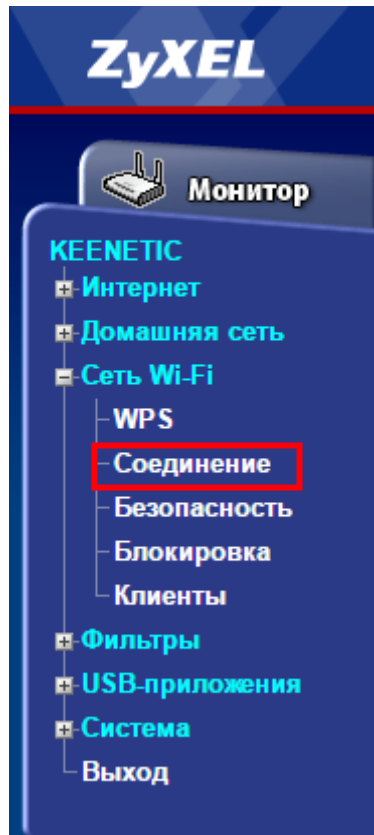 ZyXEL
Монитор
KEENETIC
Интернет
Домашняя сеть
Сеть Wi-Fi
WPS
Соединение
Безопасность
Блокировка
Клиенты
Фильтры
USB-приложения
Система
Выход